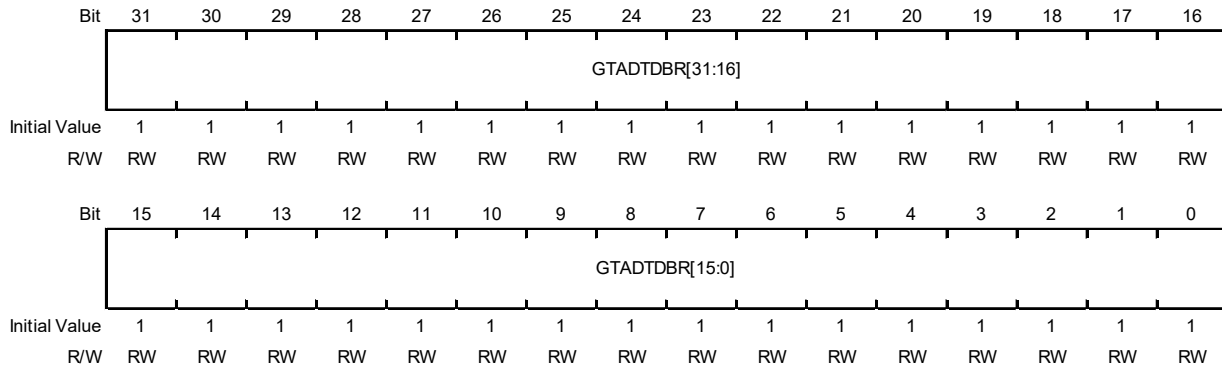 Bit 31 30 29 28 27 26 25 24 23 22 21 20 19 18 17 16
GTADTDBR[31:16]
Initial Value 1 1 1 1 1 1 1 1 1 1 1 1 1 1 1 1
R/W RW RW RW RW RW RW RW RW RW RW RW RW RW RW RW RW
Bit 15 14 13 12 11 10 9 8 7 6 5 4 3 2 1 0
GTADTDBR[15:0]
Initial Value 1 1 1 1 1 1 1 1 1 1 1 1 1 1 1 1
R/W RW RW RW RW RW RW RW RW RW RW RW RW RW RW RW RW